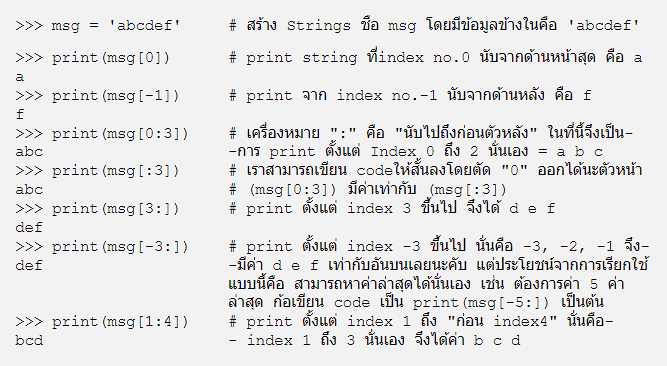 >>> msg = 'abcdef'     # สร้าง Strings ชื่อ msg โดยมีข้อมูลข้างในคือ 'abcdef'
>>> print(msg[0])      # print string ที่index no.0 นับจากด้านหน้าสุด คือ a
a
>>> print(msg[-1])     # print จาก index no.-1 นับจากด้านหลัง คือ f
f
>>> print(msg[0:3])    # เครื่องหมาย ":" คือ "นับไปถึงก่อนตัวหลัง" ในที่นี้จึงเป็น-
abc                    -การ print ตั้งแต่ Index 0 ถึง 2 นั่นเอง = a b c
>>> print(msg[:3])     # เราสามารถเขียน codeให้สั้นลงโดยตัด "0" ออกได้นะตัวหน้า
abc                    # (msg[0:3]) มีค่าเท่ากับ (msg[:3])
>>> print(msg[3:])     # print ตั้งแต่ index 3 ขึ้นไป จึงได้ d e f
def
>>> print(msg[-3:])    # print ตั้งแต่ index -3 ขึ้นไป นั่นคือ -3, -2, -1 จึง-
def                    -มีค่า d e f เท่ากับอันบนเลยนะคับ แต่ประโยชน์จากการเรียกใช้
แบบนี้คือ สามารถหาค่าล่าสุดได้นั่นเอง เช่น ต้องการค่า 5 ค่า
ล่าสุด ก้อเขียน code เป็น print(msg[-5:]) เป็นต้น
>>> print(msg[1:4])    # print ตั้งแต่ index 1 ถึง "ก่อน index4" นั่นคือ-
bcd                    - index 1 ถึง 3 นั่นเอง จึงได้ค่า b c d